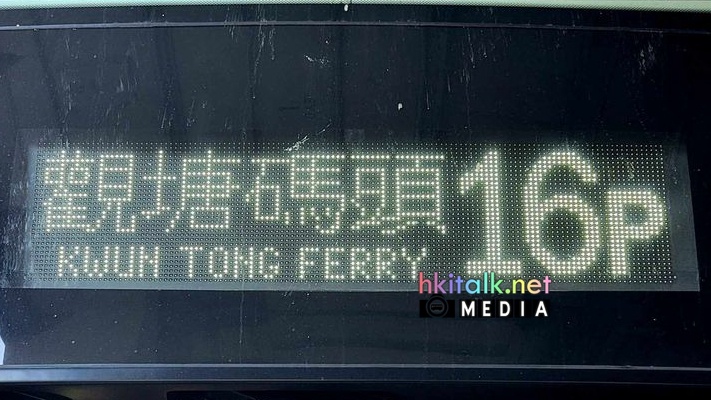 觀塘碼頭 16P
KWUN TONG FERRY
hkitalk.net
MEDIA